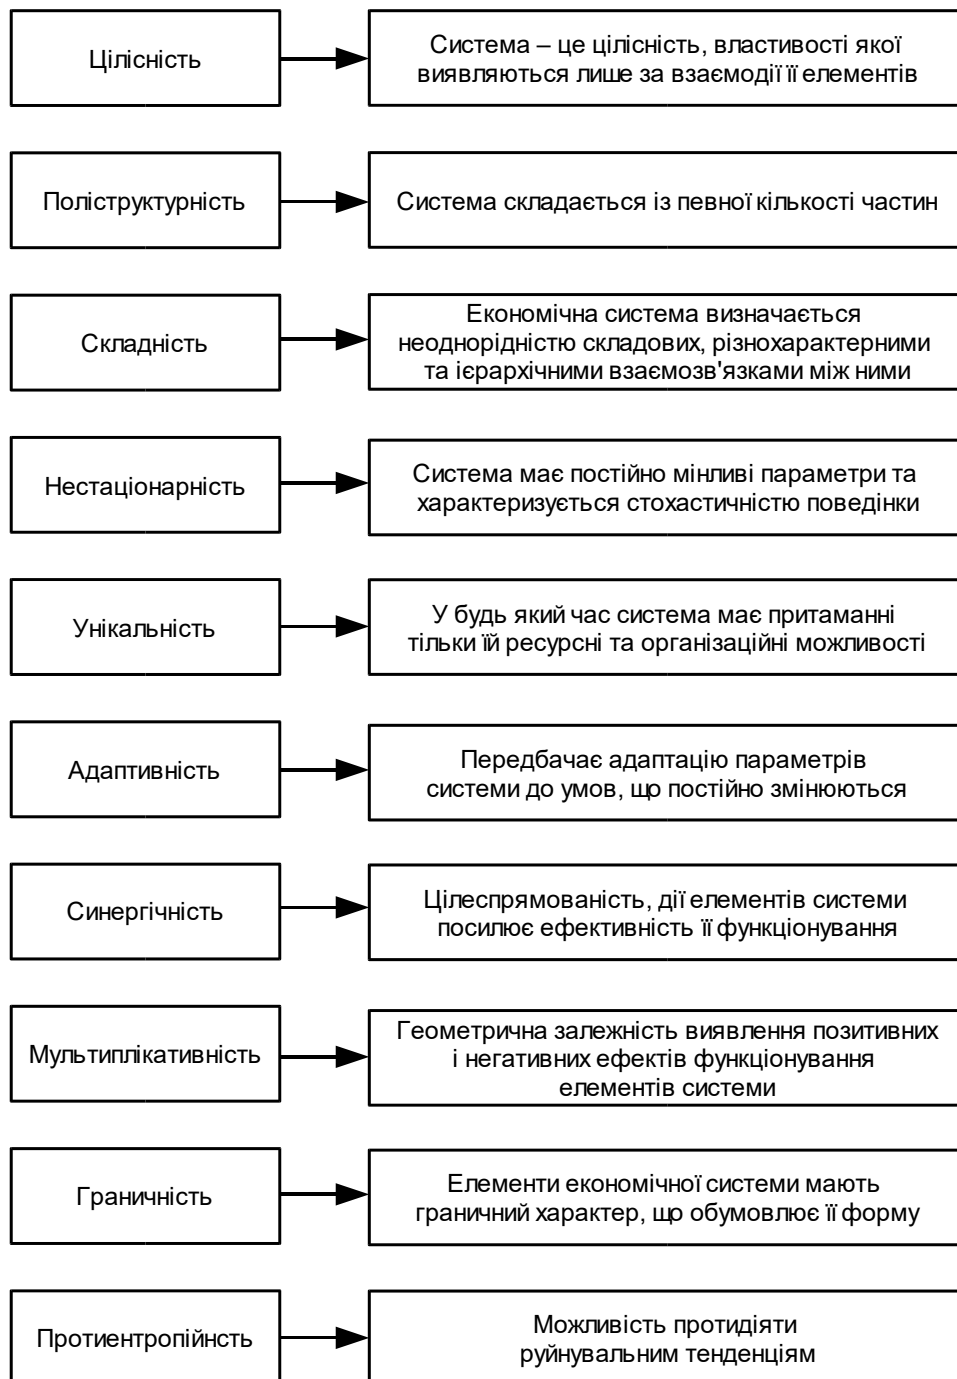 Цілісність
Система – це цілісність, властивості якої
виявляються лише за взаємодії її елементів
Поліструктурність
Система складається із певної кількості частин
Складність
Економічна система визначається
неоднорідністю складових, різнохарактерними
та ієрархічними взаємозв'язками між ними
Нестаціонарність
Система має постійно мінливі параметри та
характеризується стохастичністю поведінки
Унікальність
У будь який час система має притаманні
тільки їй ресурсні та організаційні можливості
Адаптивність
Передбачає адаптацію параметрів
системи до умов, що постійно змінюються
Синергічність
Цілеспрямованість, дії елементів системи
посилює ефективність її функціонування
Мультиплікативність
Геометрична залежність виявлення позитивних
і негативних ефектів функціонування
елементів системи
Граничність
Елементи економічної системи мають
граничний характер, що обумовлює її форму
Протиентропійнсть
Можливість протидіяти
руйнувальним тенденціям